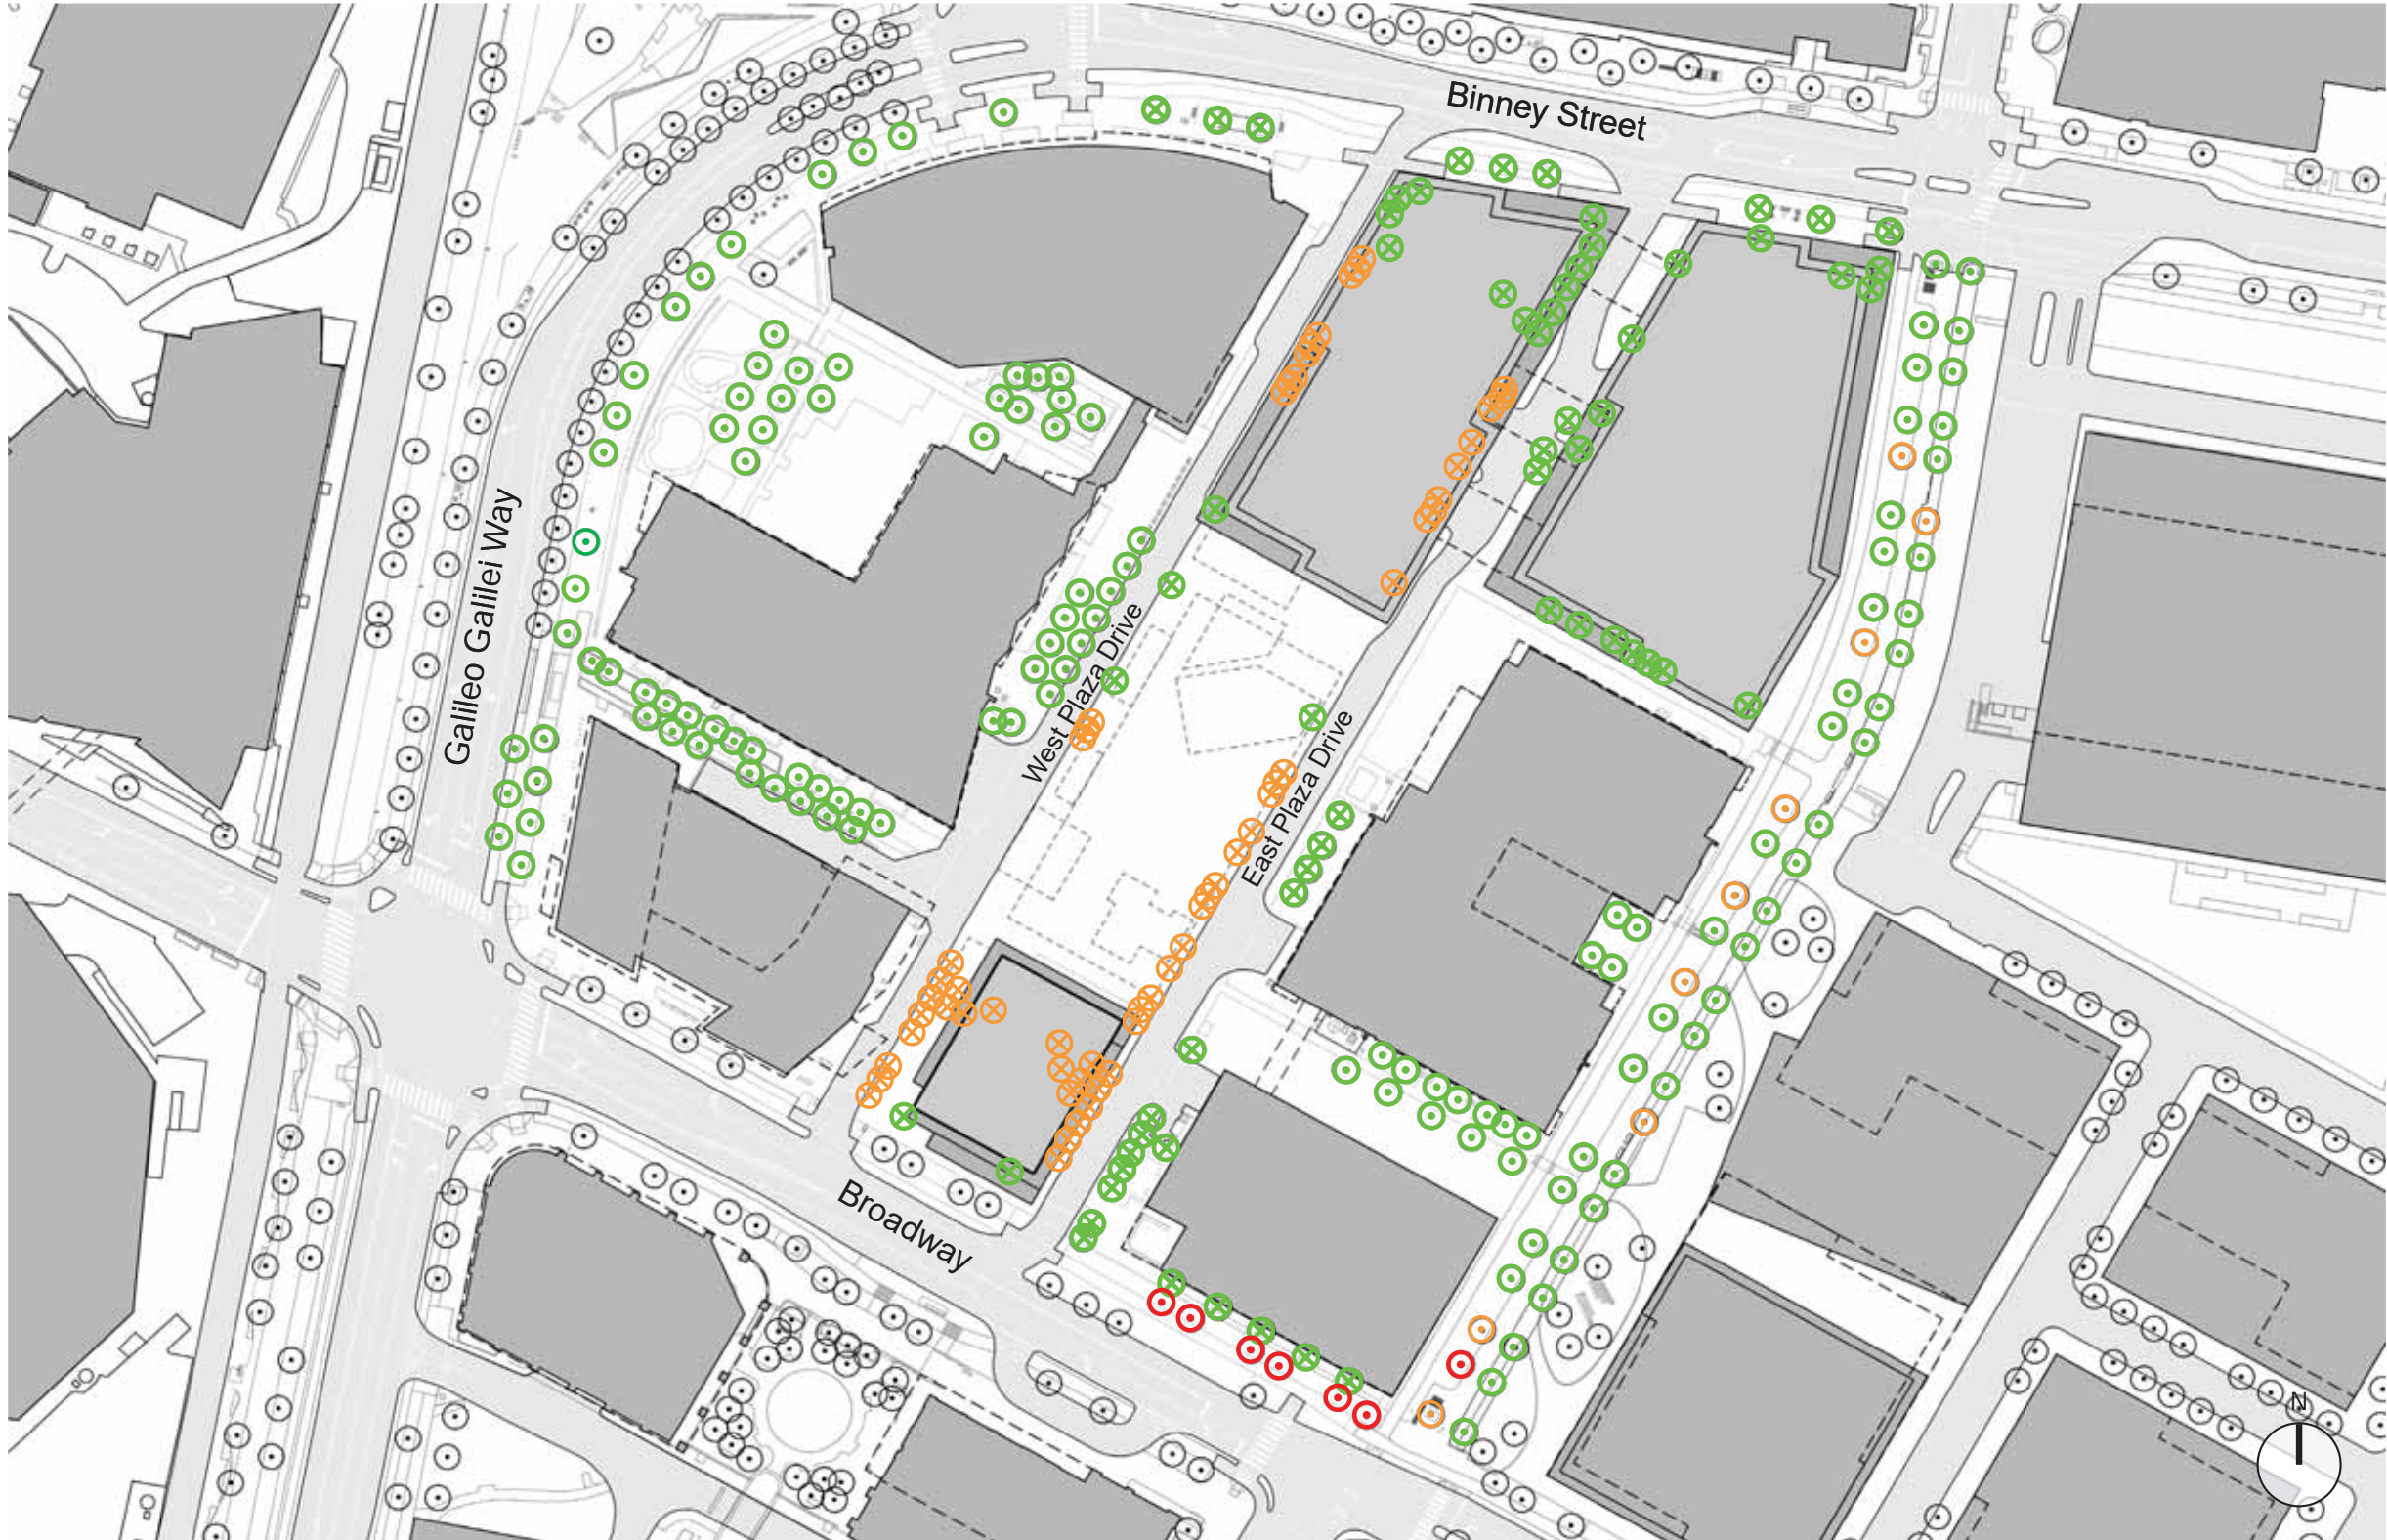 Binney Street
Galileo Galilei Way
West Plaza Drive
East Plaza Drive
Broadway
N